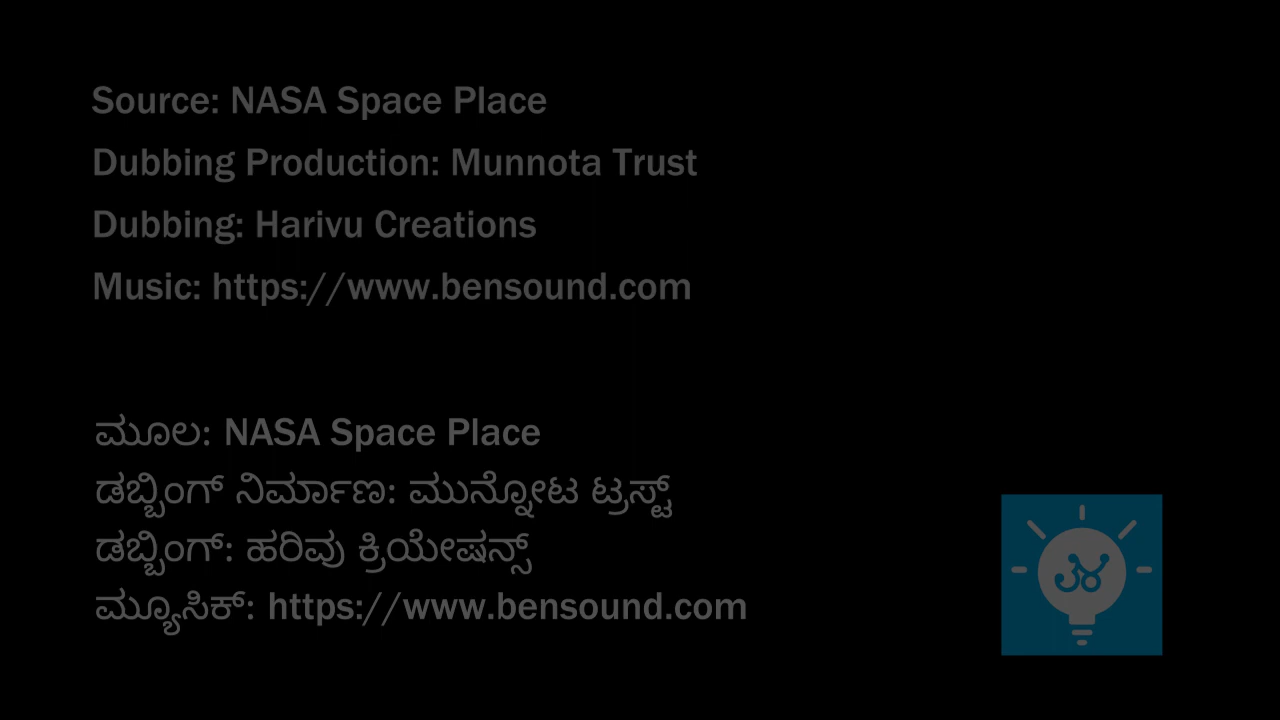 Source: NASA Space Place
Dubbing Production: Munnota Trust
Dubbing: Harivu Creations
Music: https://www.bensound.com
ಮೂಲ: NASA Space Place
ಡಬ್ಬಿಂಗ್ ನಿರ್ಮಾಣ: ಮುನ್ನೋಟ ಟ್ರಸ್ಟ್
ಡಬ್ಬಿಂಗ್: ಹರಿವು ಕ್ರಿಯೇಷನ್ಸ್
ಮ್ಯೂಸಿಕ್: https://www.bensound.com